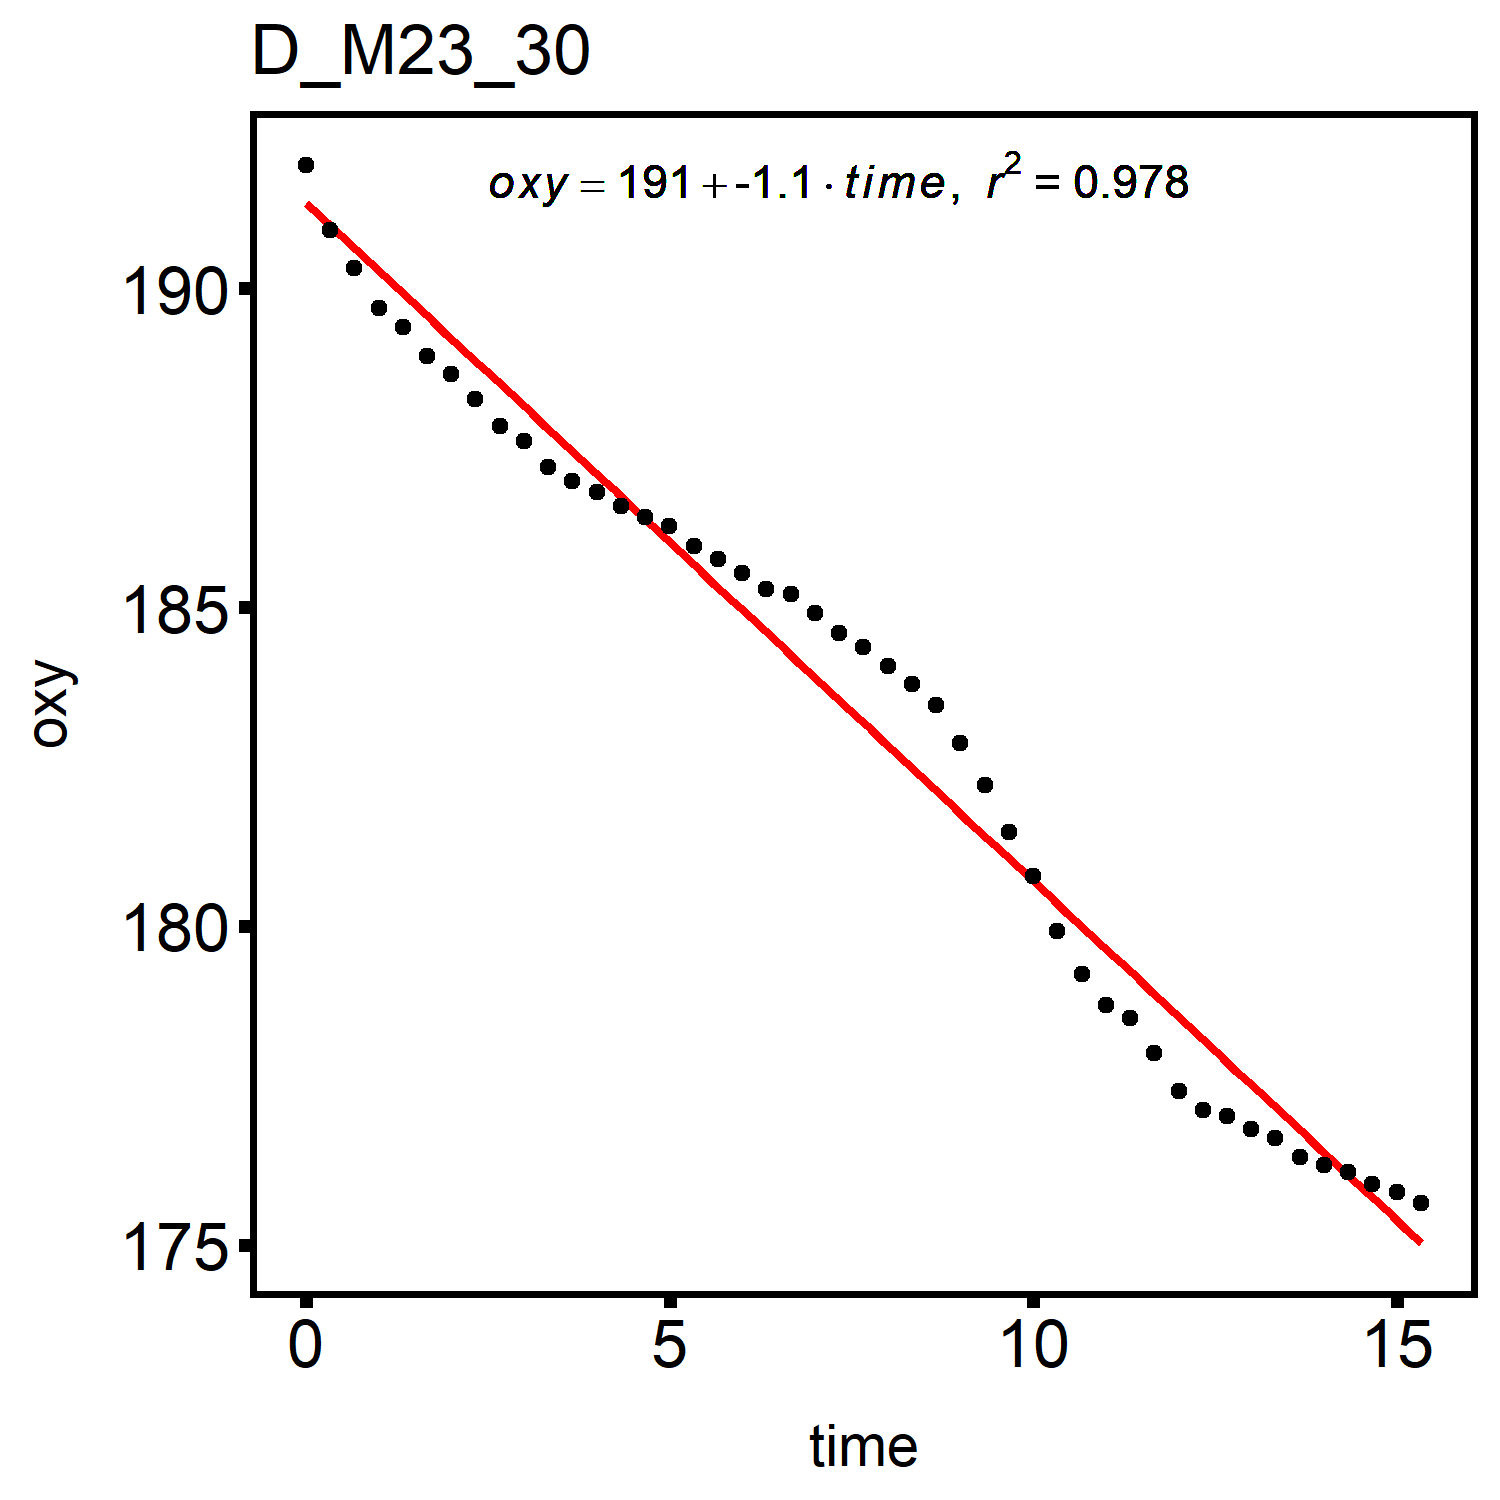 D_M23_30
oxy = 191 + -1.1 · time, r² = 0.978
190
185
180
175
oxy
0 5 10 15
time